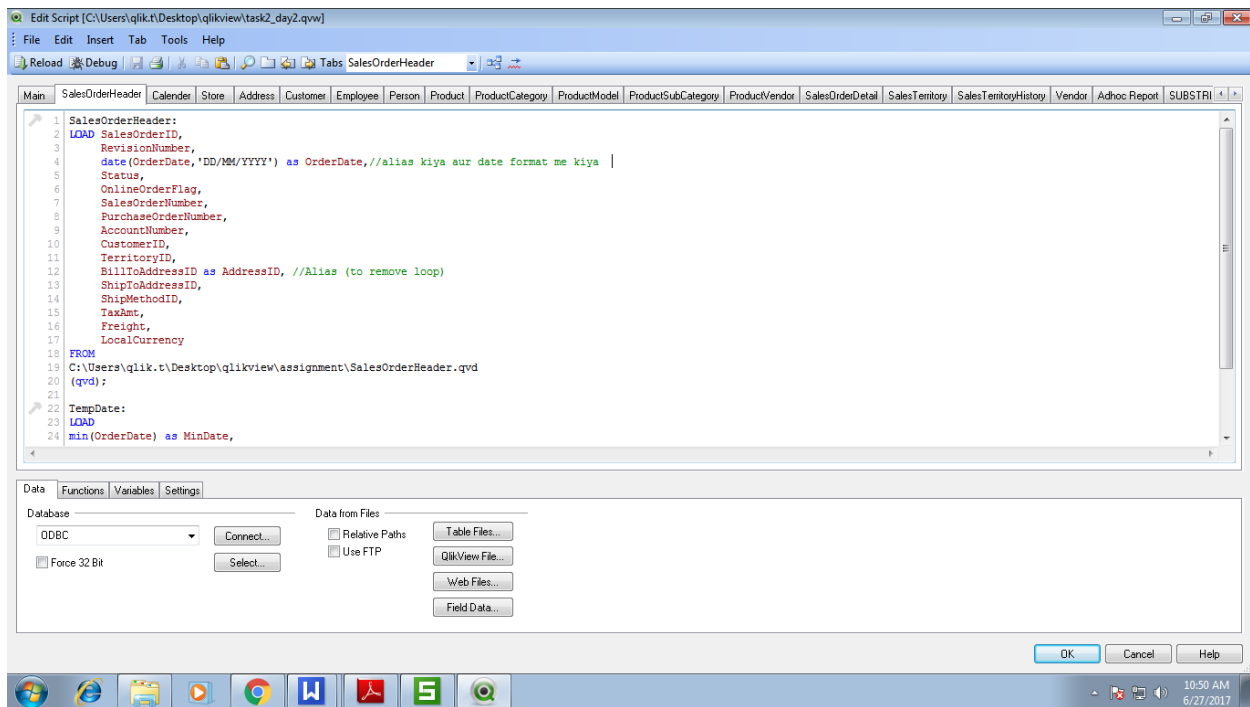 Edit Script [C:\Users\qlik.t\Desktop\qlikview\task2_day2.qvw]
File Edit Insert Tab Tools Help
Reload Debug Tabs SalesOrderHeader
Main SalesOrderHeader Calender Store Address Customer Employee Person Product ProductCategory ProductModel ProductSubCategory ProductVendor SalesOrderDetail SalesTerritory SalesTerritoryHistory Vendor Adhoc Report SUBSTRI
1 SalesOrderHeader:
2 LOAD SalesOrderID,
3 RevisionNumber,
4 date(OrderDate,'DD/MM/YYYY') as OrderDate,//alias kiya aur date format me kiya
5 Status,
6 OnlineOrderFlag,
7 SalesOrderNumber,
8 PurchaseOrderNumber,
9 AccountNumber,
10 CustomerID,
11 TerritoryID,
12 BillToAddressID as AddressID, //Alias (to remove loop)
13 ShipToAddressID,
14 ShipMethodID,
15 TaxAmt,
16 Freight,
17 LocalCurrency
18 FROM
19 C:\Users\qlik.t\Desktop\qlikview\assignment\SalesOrderHeader.qvd
20 (qvd);
21
22 TempDate:
23 LOAD
24 min(OrderDate) as MinDate,
Data Functions Variables Settings
Database
ODBC
Connect...
Force 32 Bit
Select...
Data from Files
Relative Paths
Use FTP
Table Files...
QlikView File...
Web Files...
Field Data...
OK Cancel Help
10:50 AM
6/27/2017